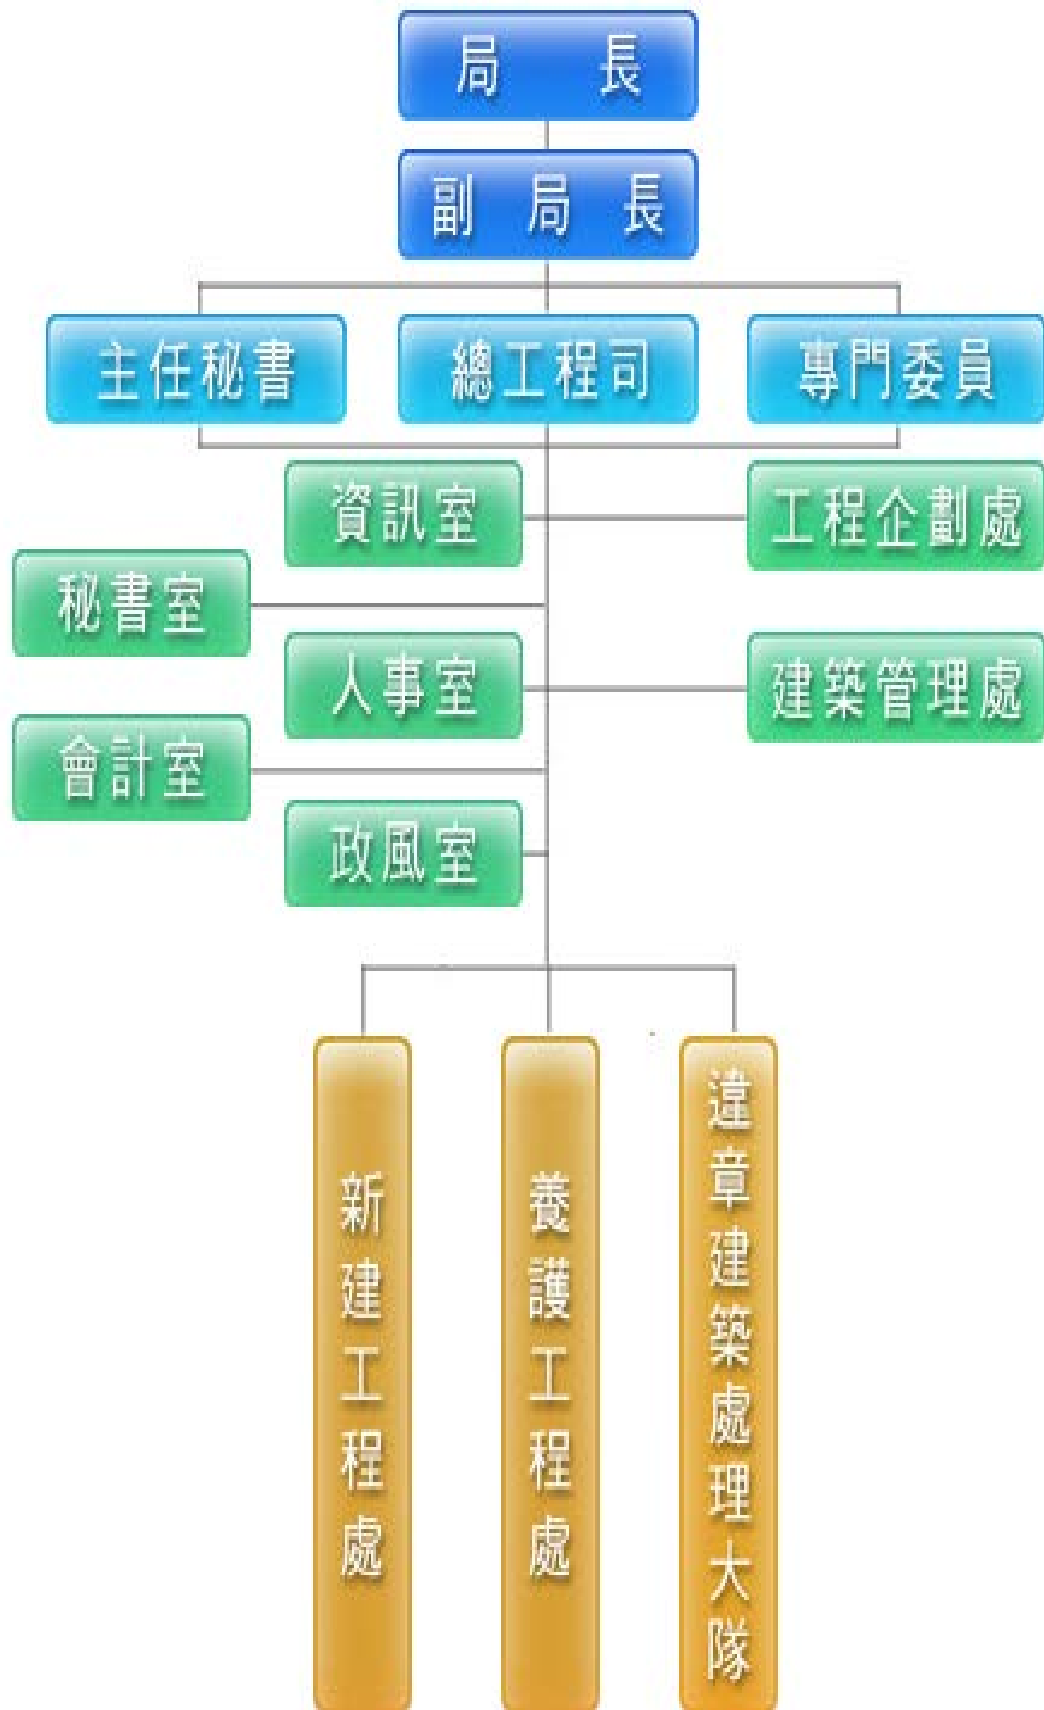 局長
副局長
主任秘書
總工程司
專門委員
資訊室
工程企劃處
秘書室
人事室
建築管理處
會計室
政風室
新建工程處
養護工程處
違章建築處理大隊